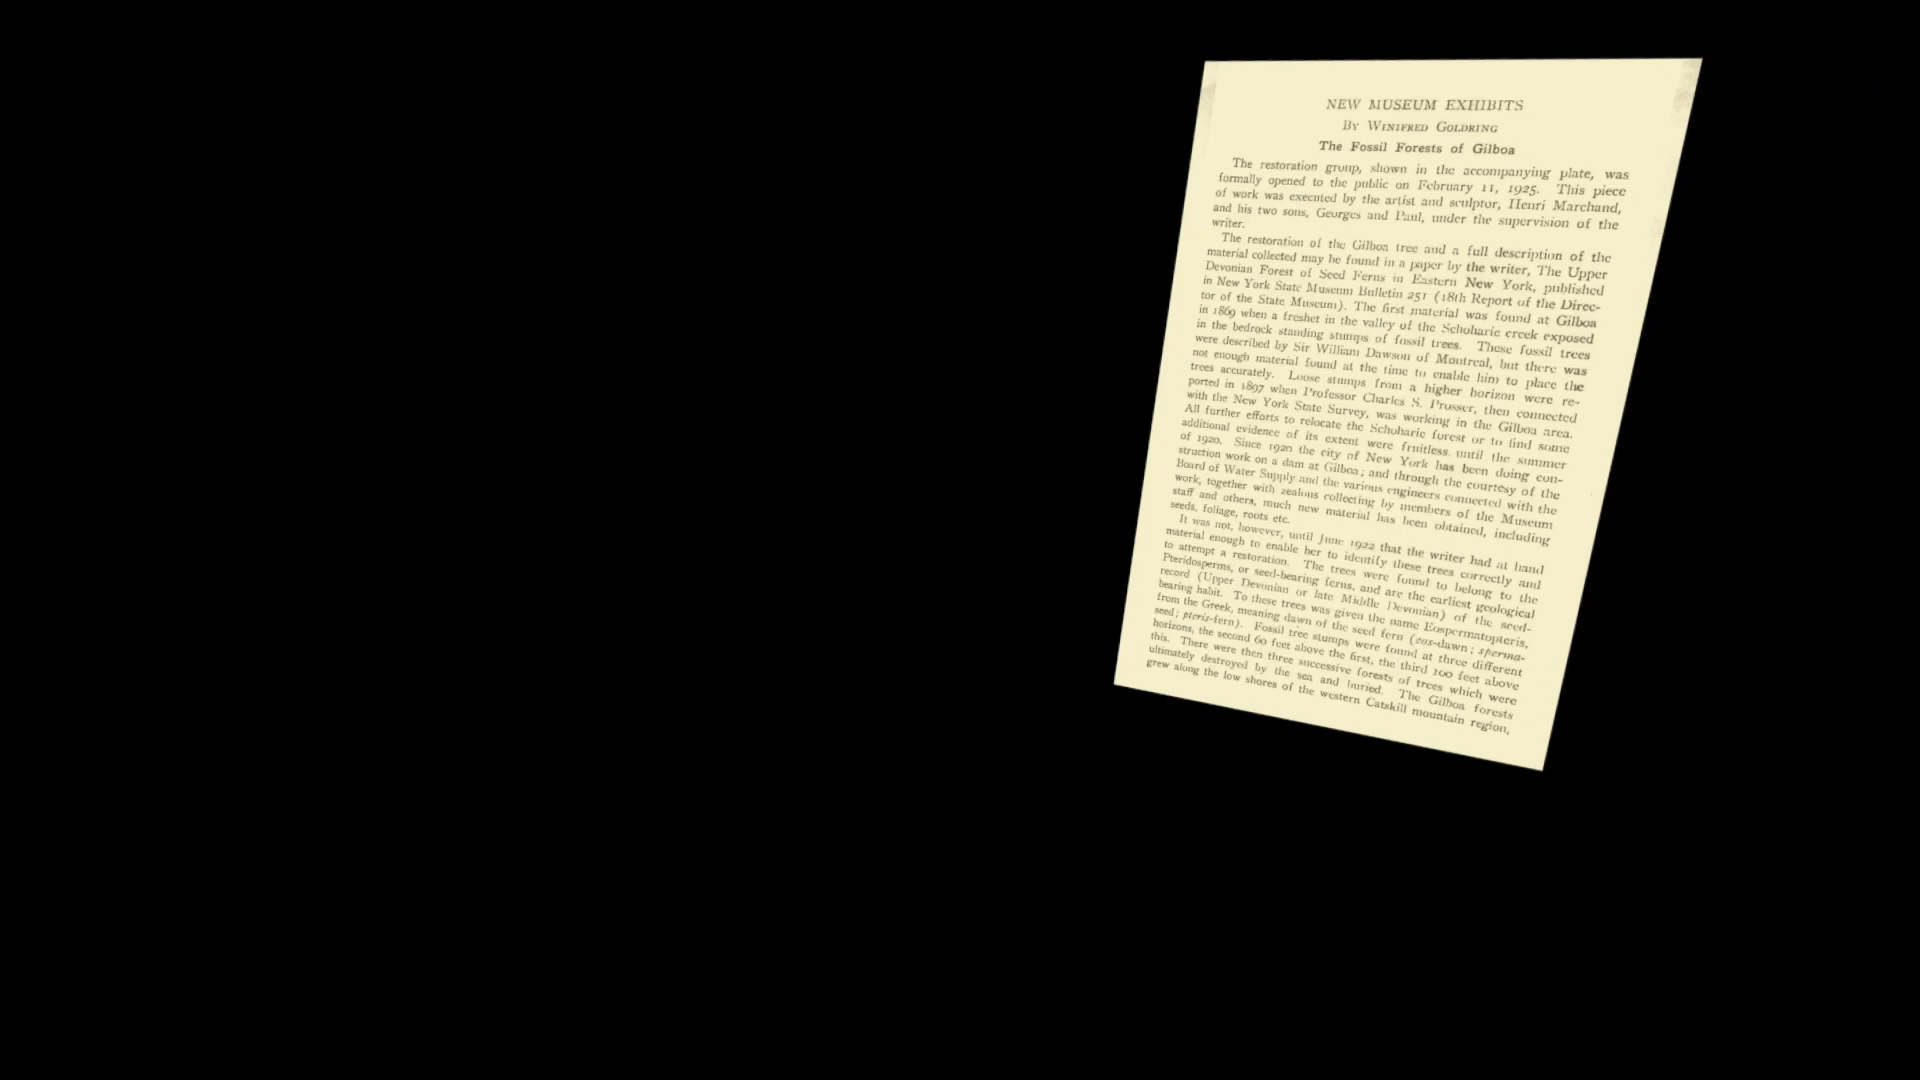 NEW MUSEUM EXHIBITS
By Winifred Goldring
The Fossil Forests of Gilboa
The restoration group, shown in the accompanying plate, was
formally opened to the public on February 11, 1925. This piece
of work was executed by the artist and sculptor, Henri Marchand,
and his two sons, Georges and Paul, under the supervision of the
writer.
The restoration of the Gilboa tree and a full description of the
material collected may be found in a paper by the writer, The Upper
Devonian Forest of Seed Ferns in Eastern New York, published
in New York State Museum Bulletin 251 (18th Report of the Direc-
tor of the State Museum). The first material was found at Gilboa
in 1869 when a freshet in the valley of the Schoharie creek exposed
in the bedrock standing stumps of fossil trees. These fossil trees
were described by Sir William Dawson of Montreal, but there was
not enough material found at the time to enable him to place the
trees accurately. Loose stumps from a higher horizon were re-
ported in 1897 when Professor Charles S. Prosser, then connected
with the New York State Survey, was working in the Gilboa area.
All further efforts to relocate the Schoharie forest or to find some
additional evidence of its extent were fruitless until the summer
of 1920. Since 1920 the city of New York has been doing con-
struction work on a dam at Gilboa; and through the courtesy of the
Board of Water Supply and the various engineers connected with the
work, together with zealous collecting by members of the Museum
staff and others, much new material has been obtained, including
seeds, foliage, roots etc.
It was not, however, until June 1922 that the writer had at hand
material enough to enable her to identify these trees correctly and
to attempt a restoration. The trees were found to belong to the
Pteridosperms, or seed-bearing ferns, and are the earliest geological
record (Upper Devonian or late Middle Devonian) of the seed-
bearing habit. To these trees was given the name Eospermatopteris,
from the Greek, meaning dawn of the seed fern (eos-dawn; sperma-
seed; pteris-fern). Fossil tree stumps were found at three different
horizons, the second 60 feet above the first, the third 100 feet above
this. There were then three successive forests of trees which were
ultimately destroyed by the sea and buried. The Gilboa forests
grew along the low shores of the western Catskill mountain region,